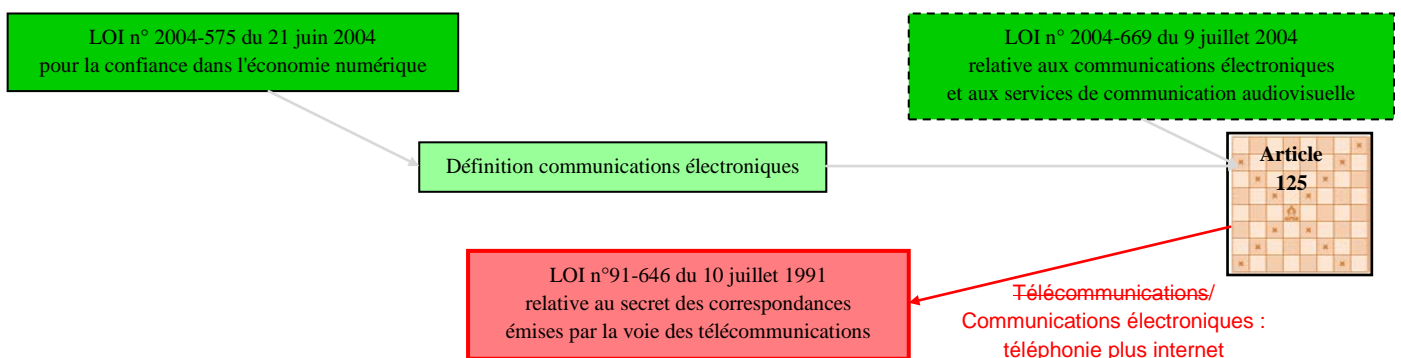 LOI n° 2004-575 du 21 juin 2004
pour la confiance dans l'économie numérique
LOI n° 2004-669 du 9 juillet 2004
relative aux communications électroniques
et aux services de communication audiovisuelle
Définition communications électroniques
Article
125
LOI n°91-646 du 10 juillet 1991
relative au secret des correspondances
émises par la voie des télécommunications
Télécommunications/
Communications électroniques :
téléphonie plus internet